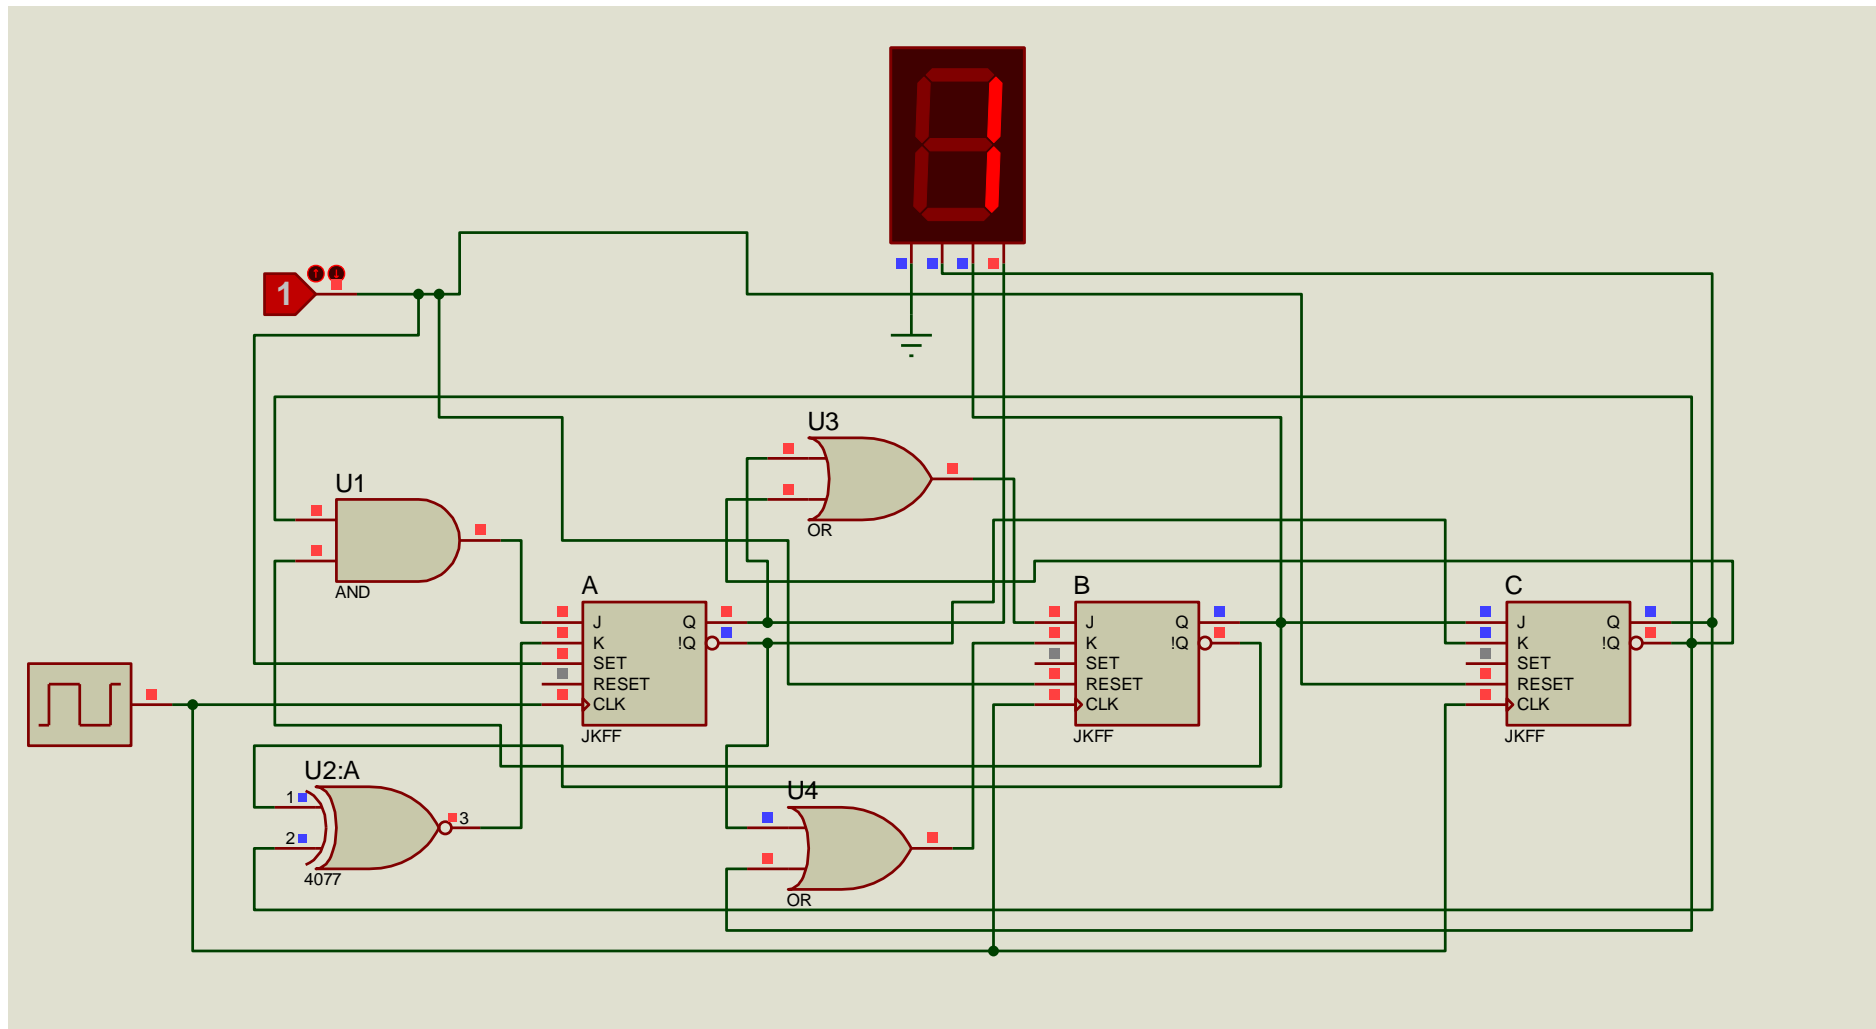 1
U3
U1
OR
AND
A
B
C
J Q
K !Q
SET
RESET
CLK
JKFF
J Q
K !Q
SET
RESET
CLK
JKFF
J Q
K !Q
SET
RESET
CLK
JKFF
U2:A
1
2
3
4077
U4
OR